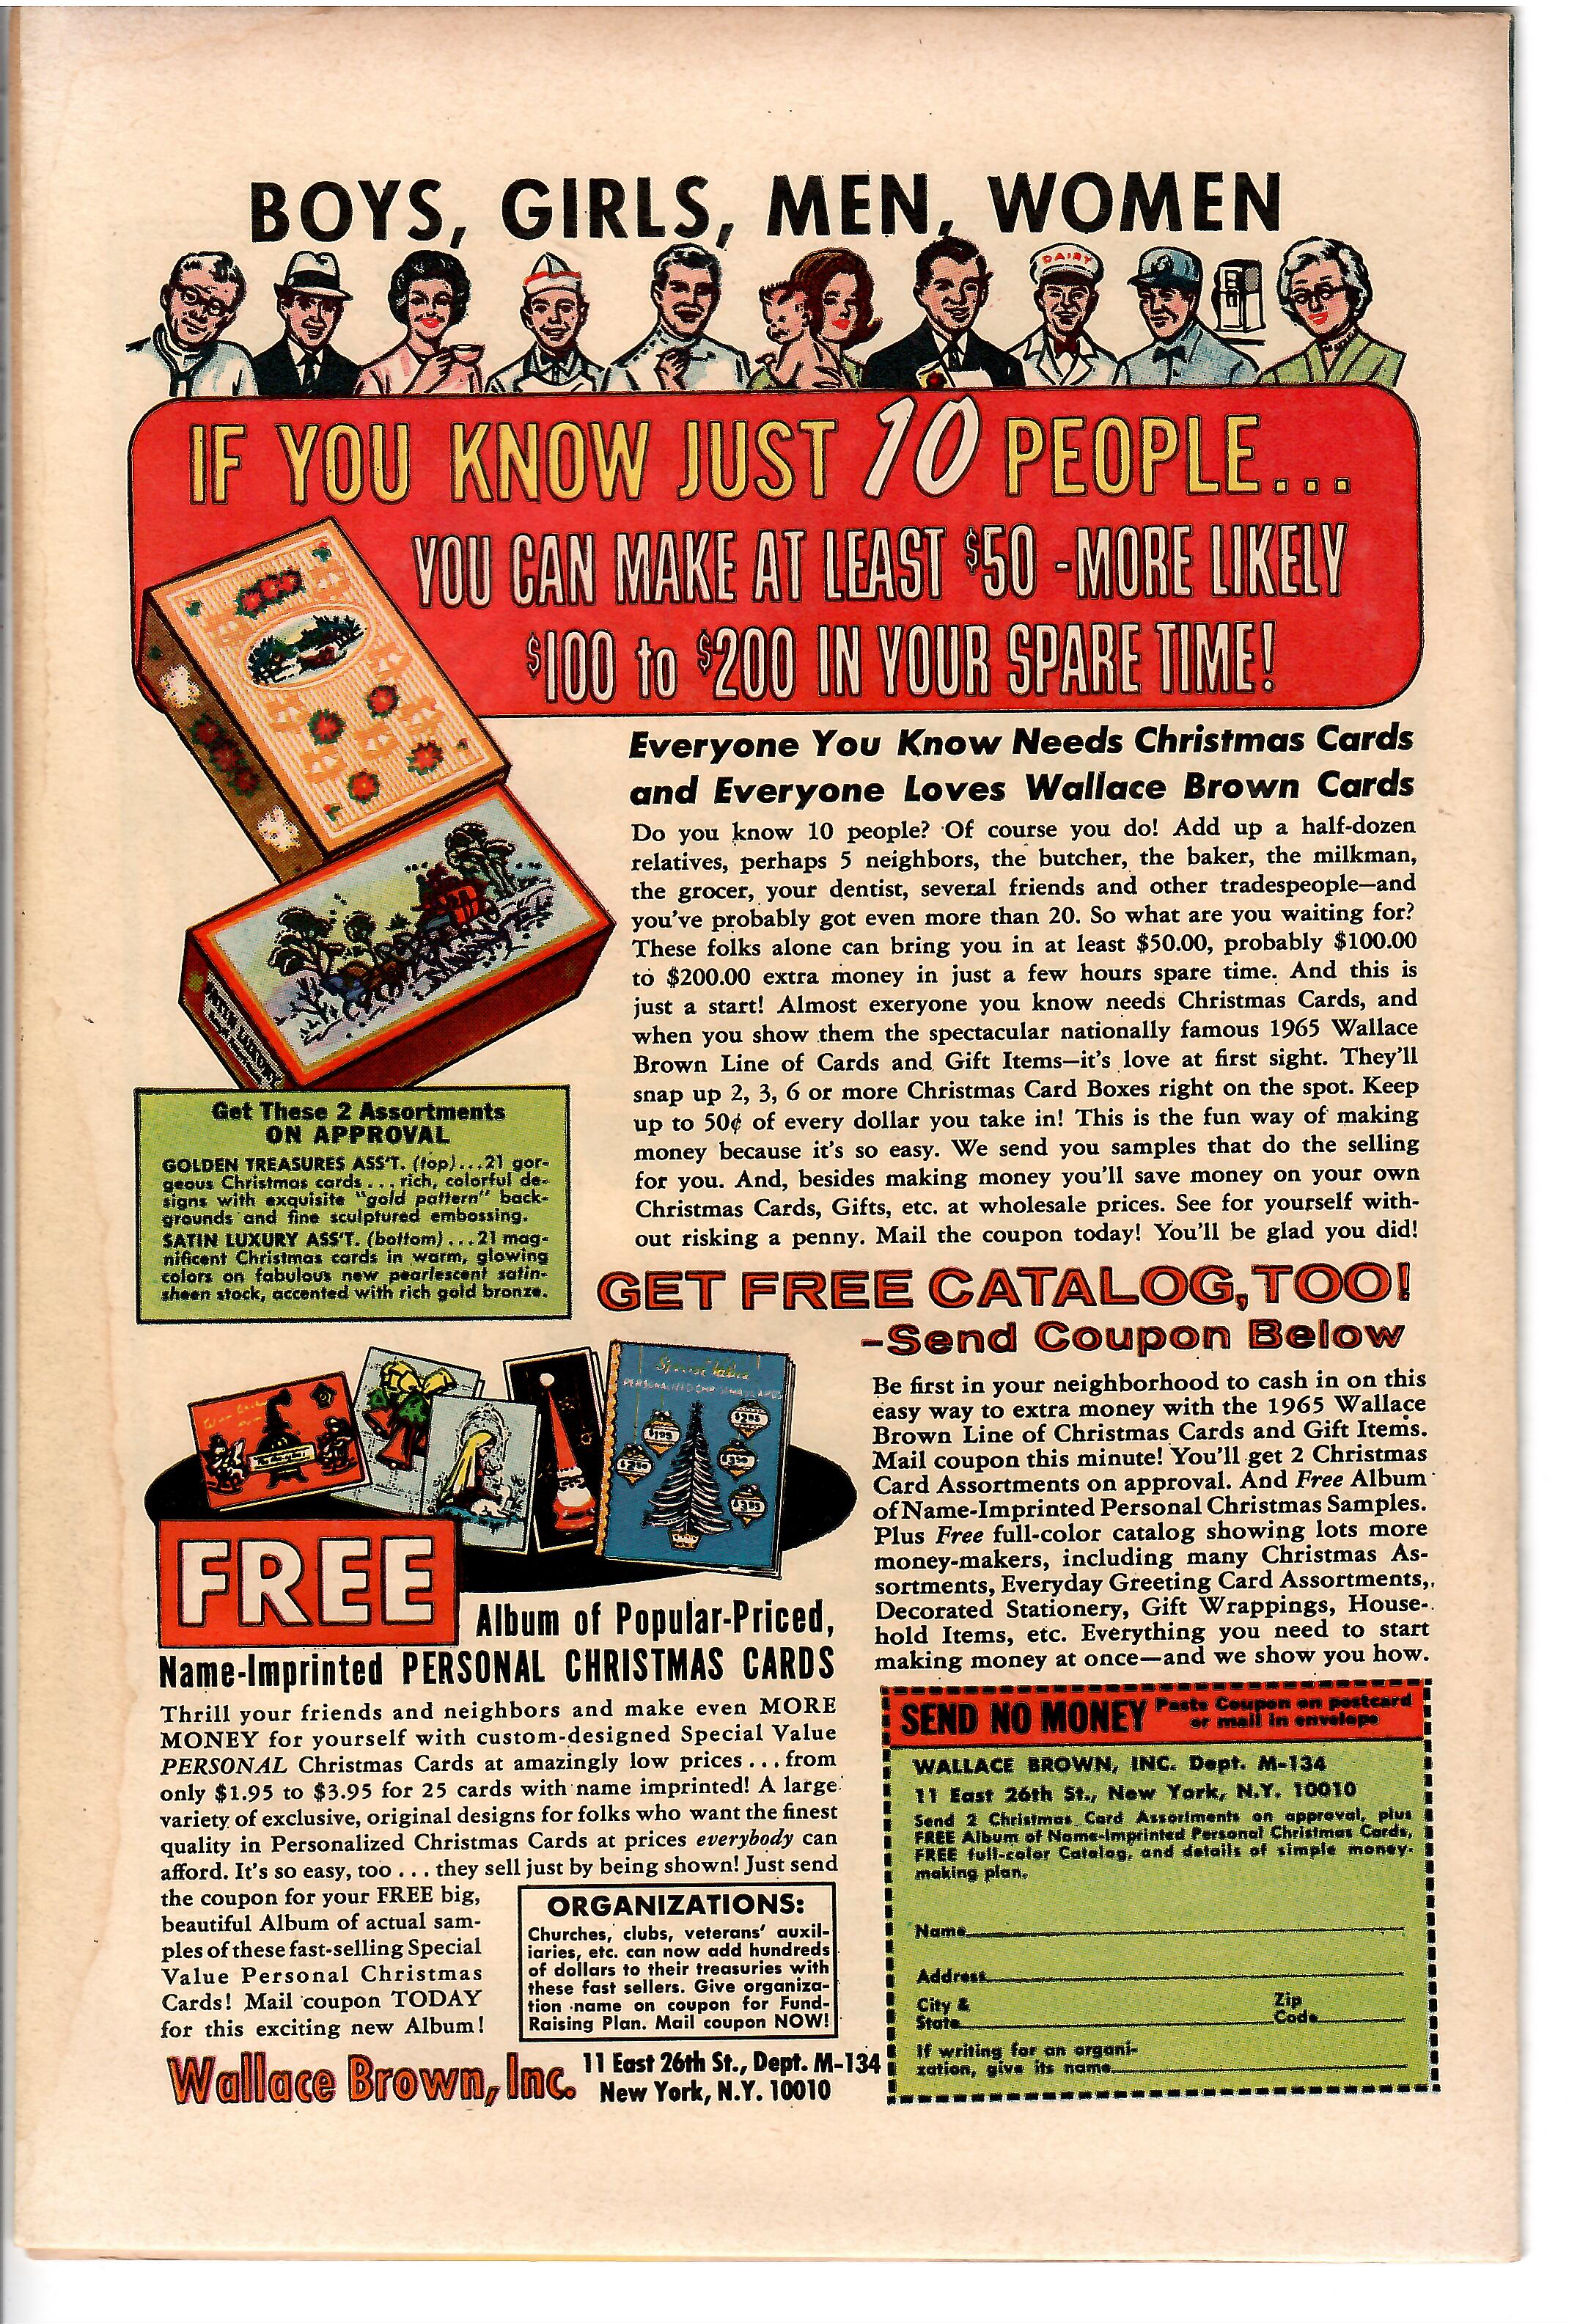 BOYS, GIRLS, MEN, WOMEN
DAIRY
IF YOU KNOW JUST 10 PEOPLE...
YOU CAN MAKE AT LEAST $50 -MORE LIKELY
$100 to $200 IN YOUR SPARE TIME!
Everyone You Know Needs Christmas Cards
and Everyone Loves Wallace Brown Cards
Do you know 10 people? Of course you do! Add up a half-dozen
relatives, perhaps 5 neighbors, the butcher, the baker, the milkman,
the grocer, your dentist, several friends and other tradespeople—and
you've probably got even more than 20. So what are you waiting for?
These folks alone can bring you in at least $50.00, probably $100.00
to $200.00 extra money in just a few hours spare time. And this is
just a start! Almost exeryone you know needs Christmas Cards, and
when you show them the spectacular nationally famous 1965 Wallace
Brown Line of Cards and Gift Items—it's love at first sight. They'll
snap up 2, 3, 6 or more Christmas Card Boxes right on the spot. Keep
up to 50¢ of every dollar you take in! This is the fun way of making
money because it's so easy. We send you samples that do the selling
for you. And, besides making money you'll save money on your own
Christmas Cards, Gifts, etc. at wholesale prices. See for yourself with-
out risking a penny. Mail the coupon today! You'll be glad you did!
Get These 2 Assortments
ON APPROVAL
GOLDEN TREASURES ASS'T. (top)...21 gor-
geous Christmas cards...rich, colorful de-
signs with exquisite "gold pattern" back-
grounds and fine sculptured embossing.
SATIN LUXURY ASS'T. (bottom)...21 mag-
nificent Christmas cards in warm, glowing
colors on fabulous new pearlescent satin-
sheen stock, accented with rich gold bronze.
GET FREE CATALOG, TOO!
-Send Coupon Below
Be first in your neighborhood to cash in on this
easy way to extra money with the 1965 Wallace
Brown Line of Christmas Cards and Gift Items.
Mail coupon this minute! You'll get 2 Christmas
Card Assortments on approval. And Free Album
of Name-Imprinted Personal Christmas Samples.
Plus Free full-color catalog showing lots more
money-makers, including many Christmas As-
sortments, Everyday Greeting Card Assortments,
Decorated Stationery, Gift Wrappings, House-
hold Items, etc. Everything you need to start
making money at once—and we show you how.
Special Value
$2.95
$1.95
$2.50
$3.50
$3.95
FREE
Album of Popular-Priced,
Name-Imprinted PERSONAL CHRISTMAS CARDS
Thrill your friends and neighbors and make even MORE
MONEY for yourself with custom-designed Special Value
PERSONAL Christmas Cards at amazingly low prices...from
only $1.95 to $3.95 for 25 cards with name imprinted! A large
variety of exclusive, original designs for folks who want the finest
quality in Personalized Christmas Cards at prices everybody can
afford. It's so easy, too ... they sell just by being shown! Just send
the coupon for your FREE big,
beautiful Album of actual sam-
ples of these fast-selling Special
Value Personal Christmas
Cards! Mail coupon TODAY
for this exciting new Album!
ORGANIZATIONS:
Churches, clubs, veterans' auxil-
iaries, etc. can now add hundreds
of dollars to their treasuries with
these fast sellers. Give organiza-
tion name on coupon for Fund-
Raising Plan. Mail coupon NOW!
Wallace Brown, Inc.
11 East 26th St., Dept. M-134
New York, N.Y. 10010
SEND NO MONEY Paste Coupon on postcard
or mail in envelope
WALLACE BROWN, INC. Dept. M-134
11 East 26th St., New York, N.Y. 10010
Send 2 Christmas Card Assortments on approval, plus
FREE Album of Name-Imprinted Personal Christmas Cards,
FREE full-color Catalog, and details of simple money-
making plan.
Name
Address
City & State
Zip Code
If writing for an organi-
zation, give its name